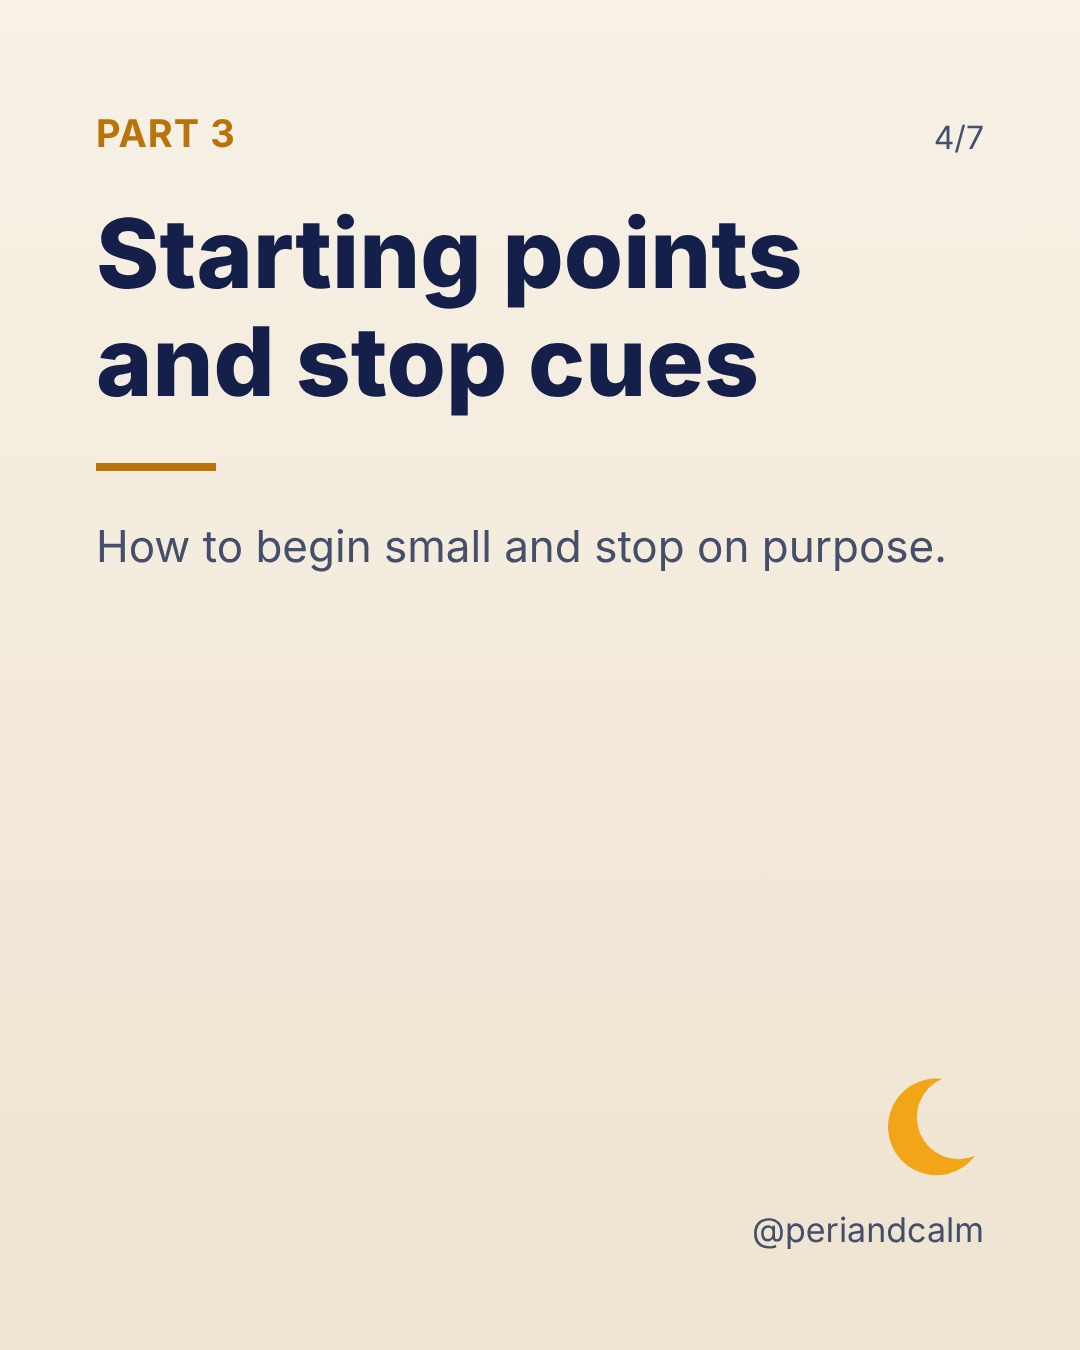 PART 3
4/7
Starting points
and stop cues
How to begin small and stop on purpose.
@periandcalm